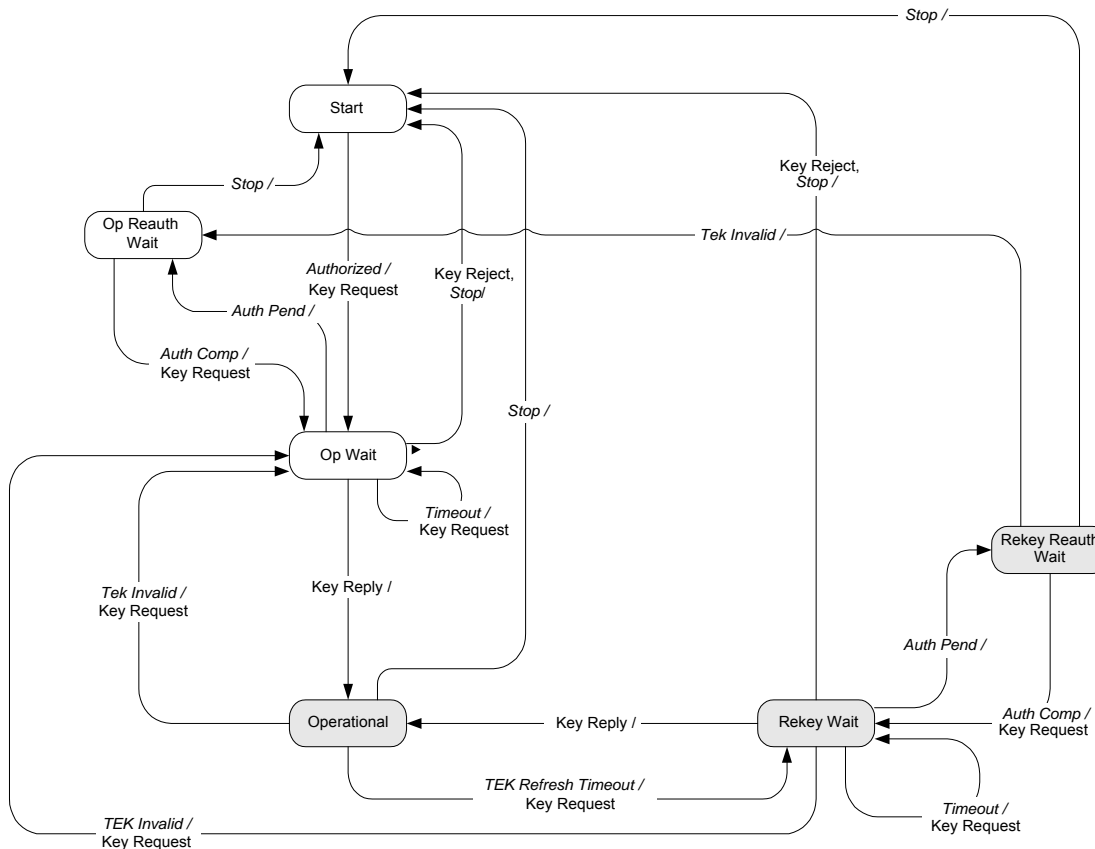 Stop /
Start
Key Reject,
Stop /
Stop /
Op Reauth
Wait
Tek Invalid /
Authorized /
Key Request
Key Reject,
Stop/
Auth Pend /
Auth Comp /
Key Request
Stop /
Op Wait
Timeout /
Key Request
Rekey Reauth
Wait
Tek Invalid /
Key Request
Key Reply /
Auth Pend /
Operational
Key Reply /
Rekey Wait
Auth Comp /
Key Request
TEK Refresh Timeout /
Key Request
Timeout /
Key Request
TEK Invalid /
Key Request